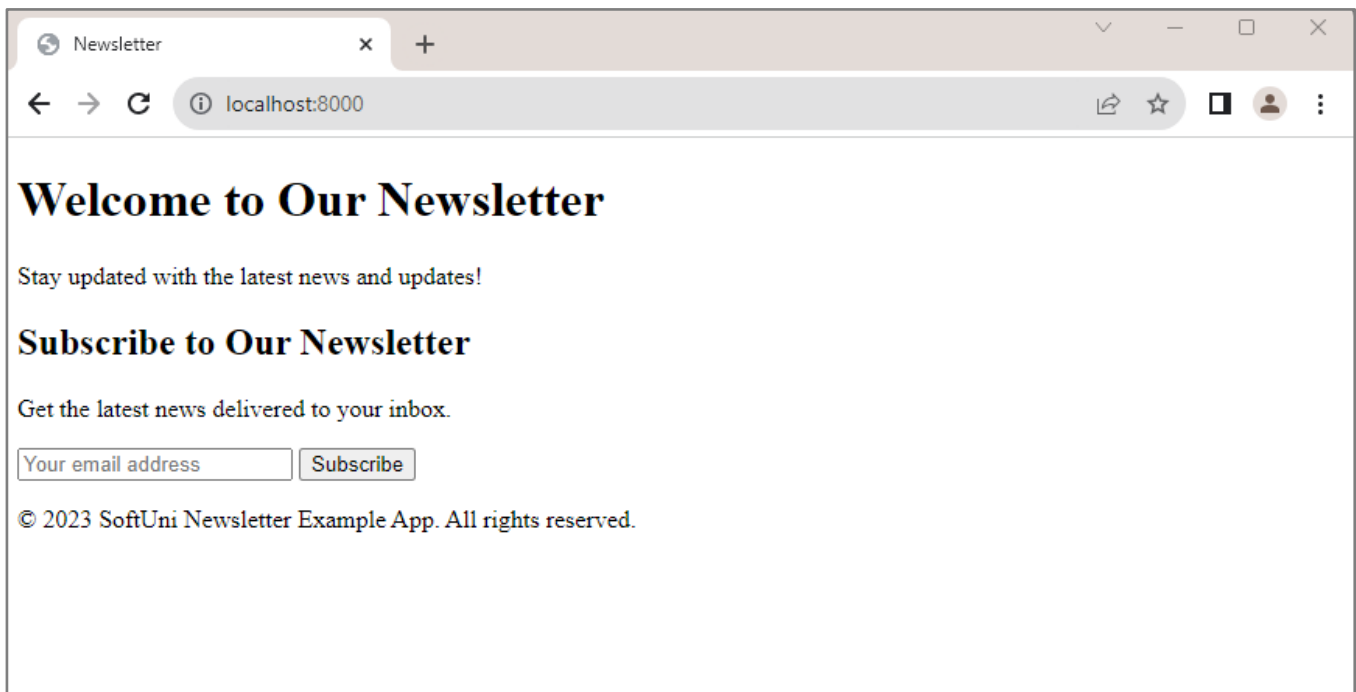 Newsletter
localhost:8000
Welcome to Our Newsletter
Stay updated with the latest news and updates!
Subscribe to Our Newsletter
Get the latest news delivered to your inbox.
Your email address Subscribe
© 2023 SoftUni Newsletter Example App. All rights reserved.